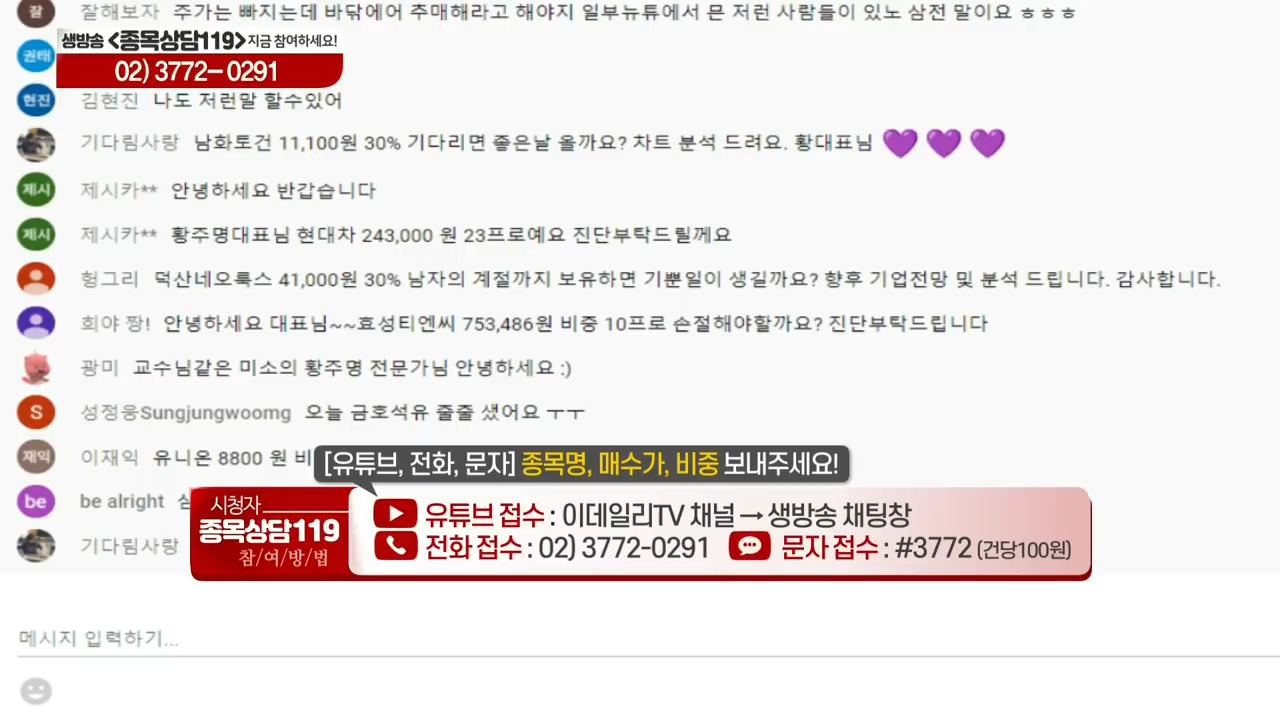 잘 잘해보자 주가는 빠지는데 바닦에어 추매해라고 해야지 일부뉴튜에서 믄 저런 사람들이 있노 삼전 말이요 ㅎㅎㅎ
생방송 <종목상담119> 지금 참여하세요!
권태
02) 3772-0291
현진 김현진 나도 저런말 할수있어
기다림사랑 남화토건 11,100원 30% 기다리면 좋은날 올까요? 차트 분석 드려요. 황대표님 💜💜💜
제시 제시카** 안녕하세요 반갑습니다
제시 제시카** 황주명대표님 현대차 243,000 원 23프로예요 진단부탁드릴께요
헝그리 덕산네오룩스 41,000원 30% 남자의 계절까지 보유하면 기쁜일이 생길까요? 향후 기업전망 및 분석 드립니다. 감사합니다.
희야 짱! 안녕하세요 대표님~~효성티엔씨 753,486원 비중 10프로 손절해야할까요? 진단부탁드립니다
광미 교수님같은 미소의 황주명 전문가님 안녕하세요 :)
S 성정웅Sungjungwoomg 오늘 금호석유 줄줄 샜어요 ㅜㅜ
재익 이재익 유니온 8800 원 비
[유튜브, 전화, 문자] 종목명, 매수가, 비중 보내주세요!
be be alright
시청자
종목상담119
참/여/방/법
유튜브 접수 : 이데일리TV 채널 → 생방송 채팅창
전화 접수 : 02) 3772-0291 문자 접수 : #3772 (건당100원)
기다림사랑
메시지 입력하기...